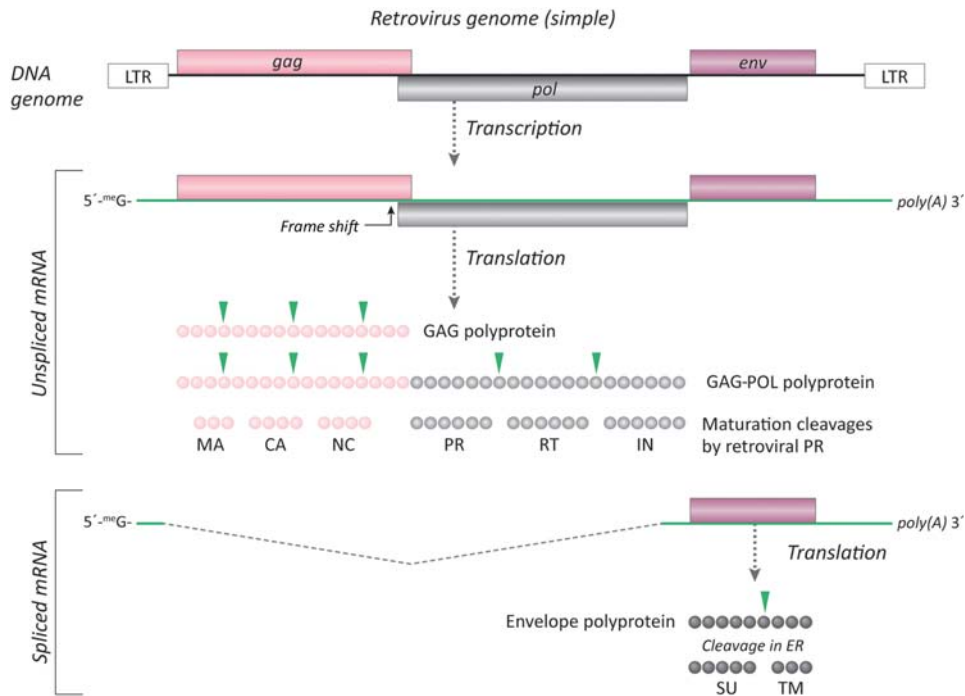 Retrovirus genome (simple)
DNA
genome
LTR
gag
pol
env
LTR
Transcription
Unspliced mRNA
5´-ᵐᵉG-
poly(A) 3´
Frame shift
Translation
GAG polyprotein
GAG-POL polyprotein
MA CA NC PR RT IN
Maturation cleavages
by retroviral PR
Spliced mRNA
5´-ᵐᵉG-
poly(A) 3´
Translation
Envelope polyprotein
Cleavage in ER
SU TM